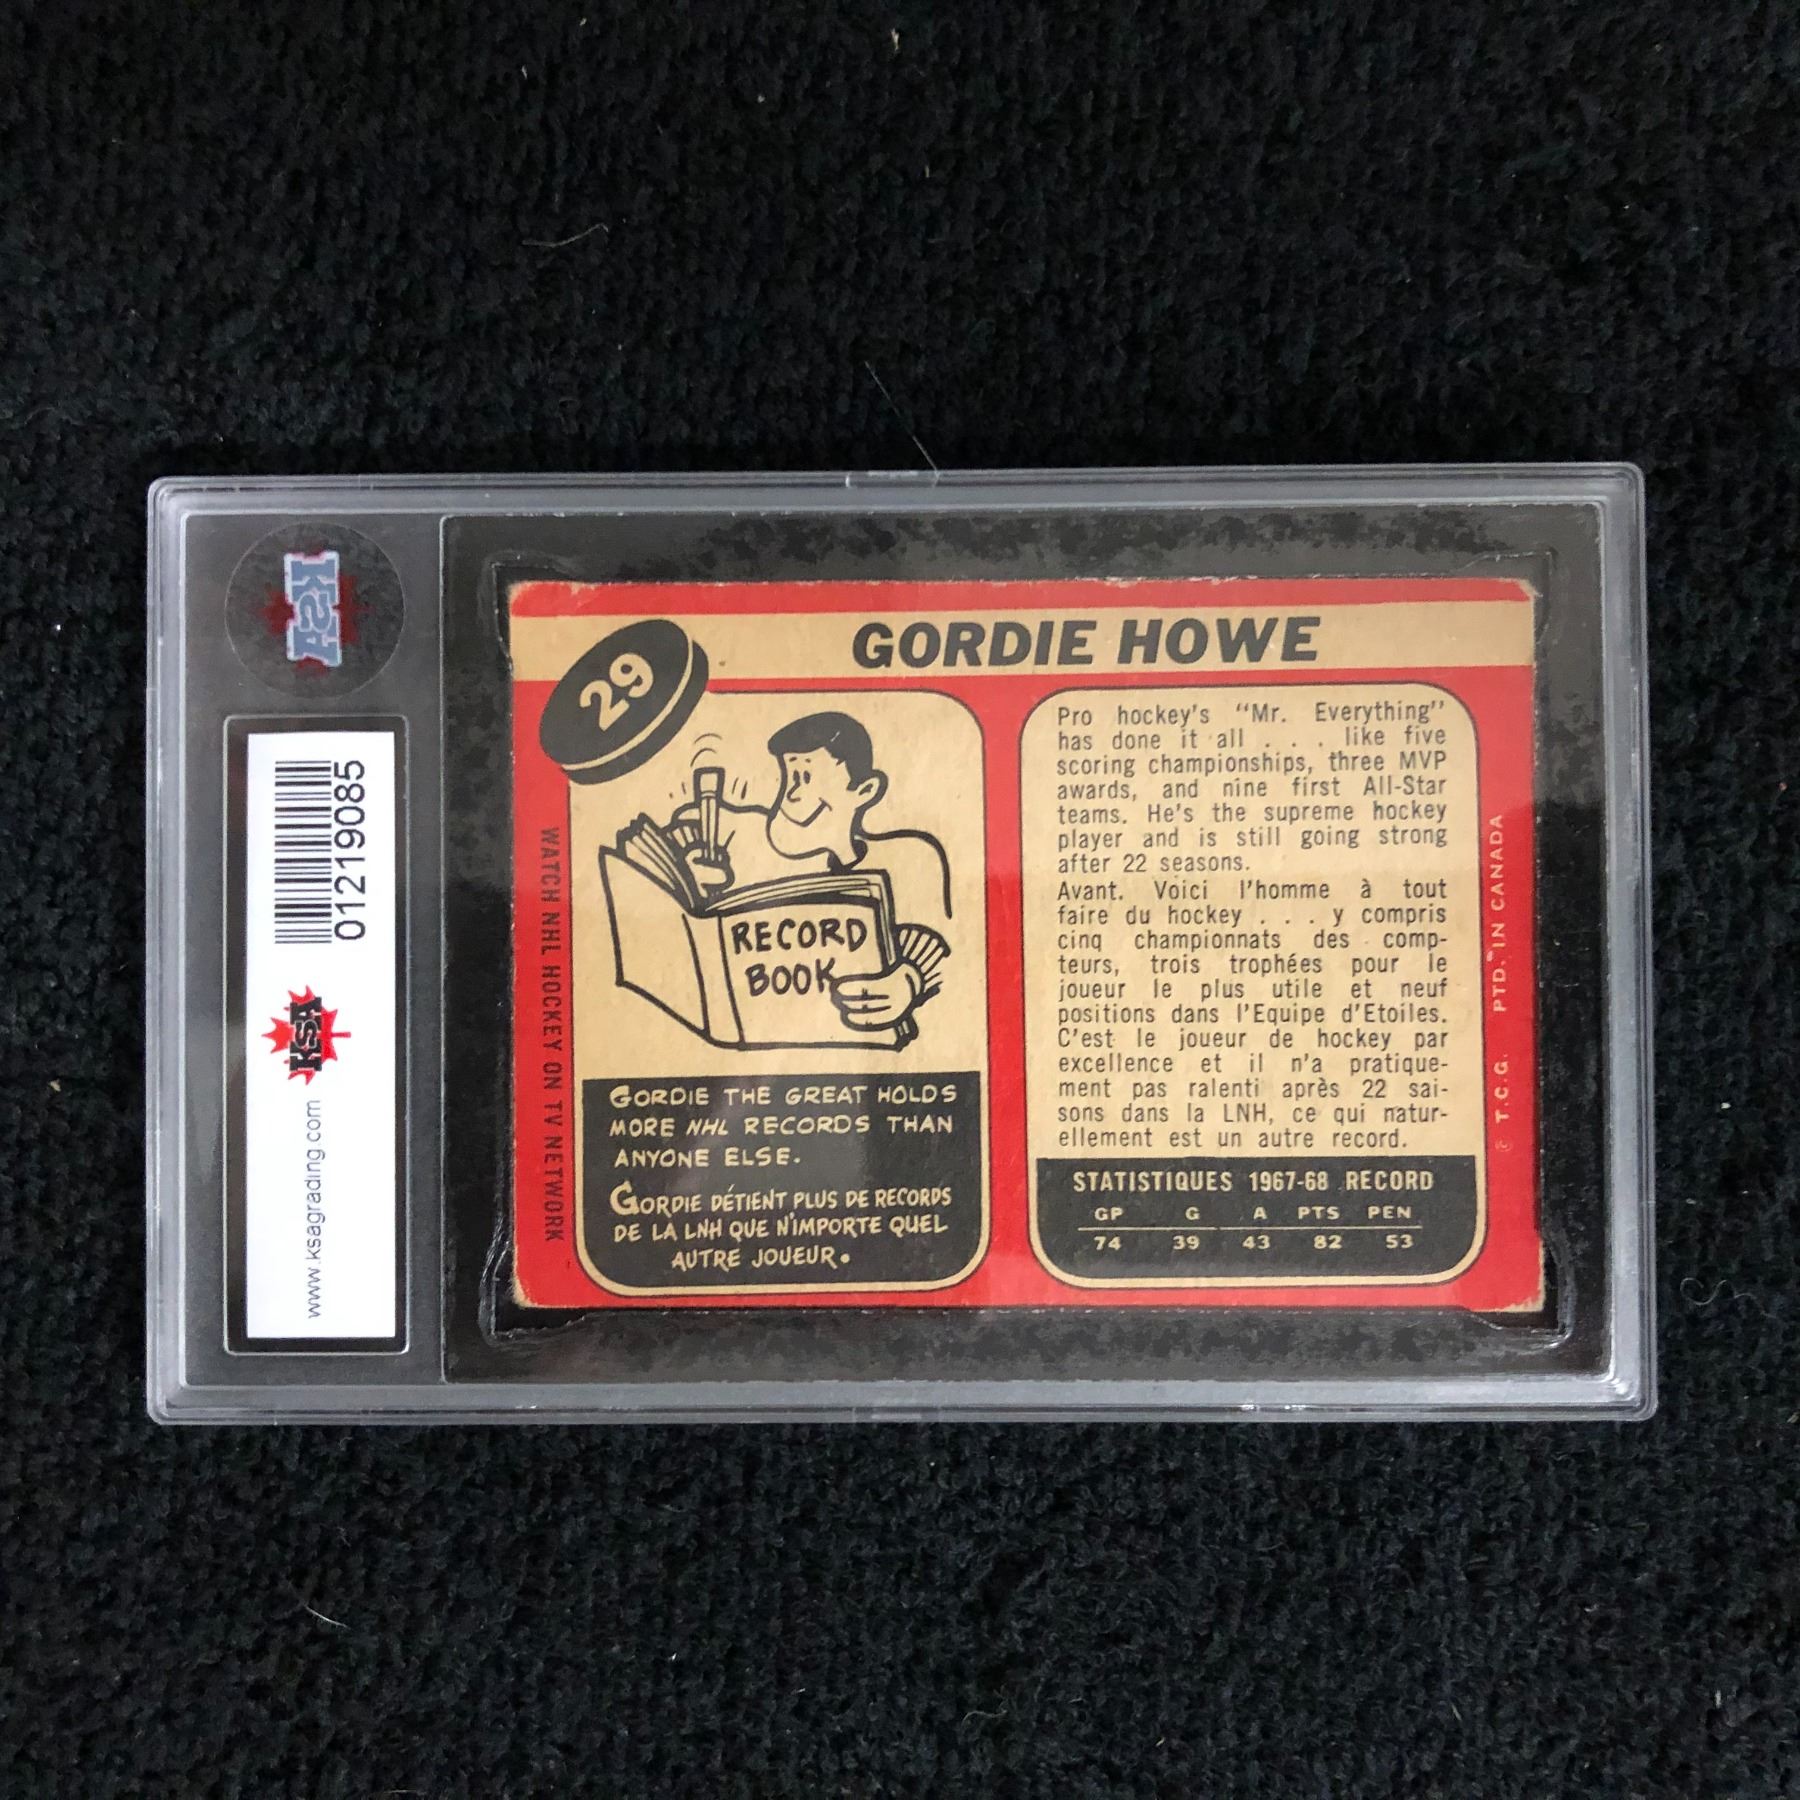 KSA
01219085
KSA
www.ksagrading.com
GORDIE HOWE
29
RECORD
BOOK
GORDIE THE GREAT HOLDS
MORE NHL RECORDS THAN
ANYONE ELSE.
GORDIE DÉTIENT PLUS DE RECORDS
DE LA LNH QUE N'IMPORTE QUEL
AUTRE JOUEUR.
WATCH NHL HOCKEY ON TV NETWORK
Pro hockey's "Mr. Everything"
has done it all . . . like five
scoring championships, three MVP
awards, and nine first All-Star
teams. He's the supreme hockey
player and is still going strong
after 22 seasons.
Avant. Voici l'homme à tout
faire du hockey . . . y compris
cinq championnats des comp-
teurs, trois trophées pour le
joueur le plus utile et neuf
positions dans l'Equipe d'Etoiles.
C'est le joueur de hockey par
excellence et il n'a pratique-
ment pas ralenti après 22 sai-
sons dans la LNH, ce qui natur-
ellement est un autre record.
STATISTIQUES 1967-68 RECORD
GP G A PTS PEN
74 39 43 82 53
© T.C.G. PTD. IN CANADA